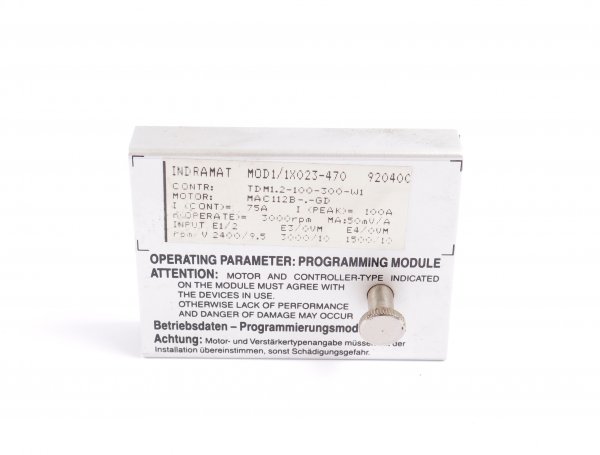 INDRAMAT MOD1/1X023-470 92040C
CONTR: TDM1.2-100-300-W1
MOTOR: MAC112B-.-GD
I (CONT)= 75A I (PEAK)= 100A
N(OPERATE)= 3000rpm MA:50mV/A
INPUT E1/2 E3/0VM E4/0VM
rpm/V 2400/9.5 3000/10 1500/10
OPERATING PARAMETER: PROGRAMMING MODULE
ATTENTION: MOTOR AND CONTROLLER-TYPE INDICATED
ON THE MODULE MUST AGREE WITH
THE DEVICES IN USE.
OTHERWISE LACK OF PERFORMANCE
AND DANGER OF DAMAGE MAY OCCUR
Betriebsdaten – Programmierungsmod
Achtung: Motor- und Verstärkertypenangabe müssen der
Installation übereinstimmen, sonst Schädigungsgefahr.